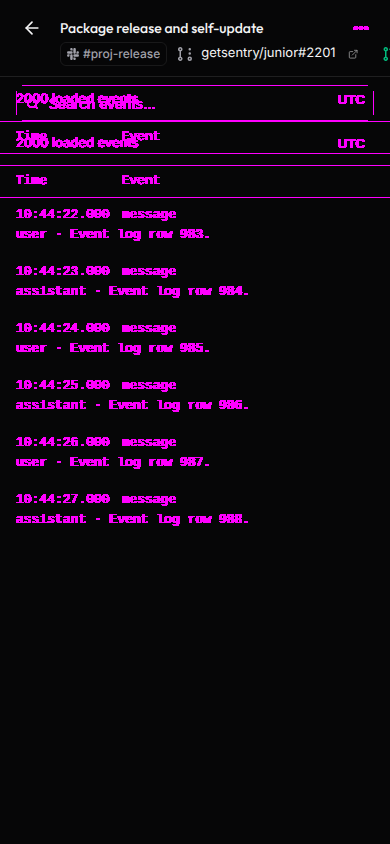 Package release and self-update
#proj-release getsentry/junior#2201
2000 loaded events UTC
Search events...
Time Event
2000 loaded events UTC
Time Event
10:44:22.000 message
user - Event log row 983.
10:44:23.000 message
assistant - Event log row 984.
10:44:24.000 message
user - Event log row 985.
10:44:25.000 message
assistant - Event log row 986.
10:44:26.000 message
user - Event log row 987.
10:44:27.000 message
assistant - Event log row 988.